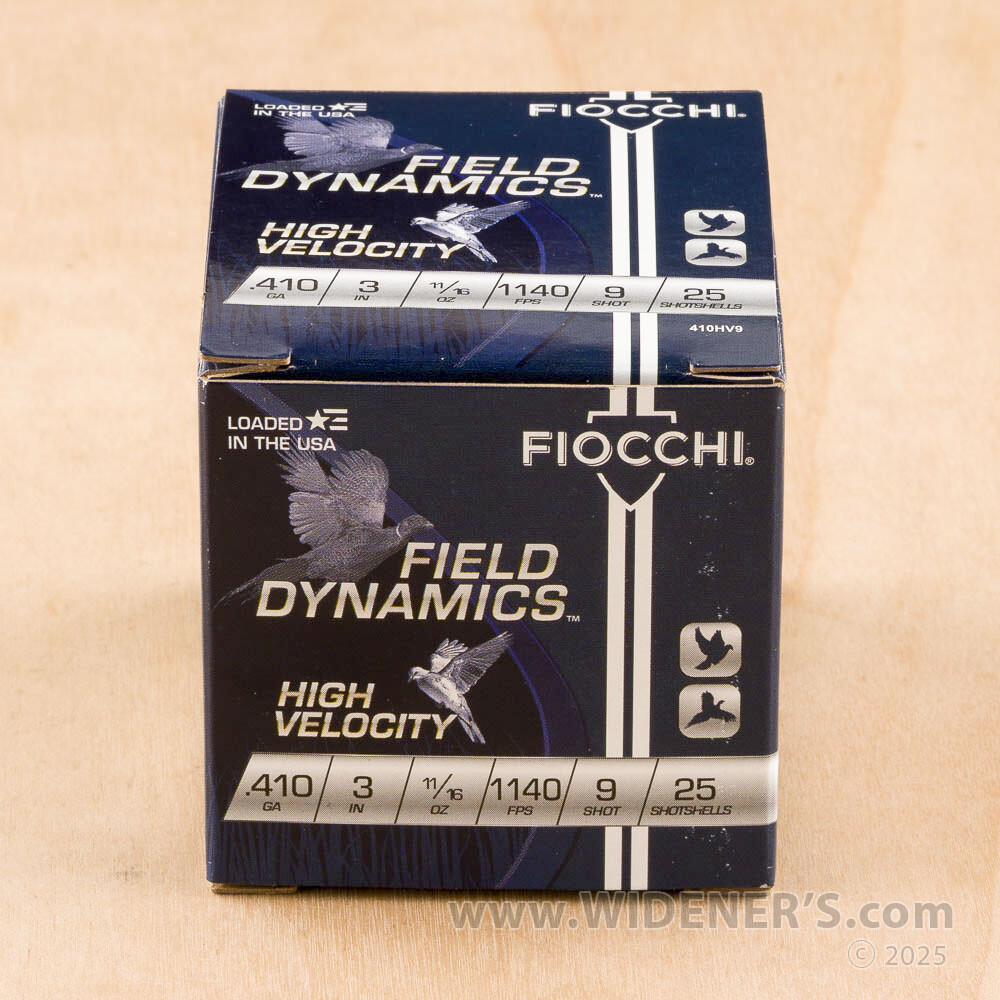 LOADED
IN THE USA
FIOCCHI®
FIELD
DYNAMICS™
HIGH
VELOCITY
.410 3 11/16 1140 9 25
GA IN OZ FPS SHOT SHOTSHELLS
410HV9
LOADED
IN THE USA
FIOCCHI®
FIELD
DYNAMICS™
HIGH
VELOCITY
.410 3 11/16 1140 9 25
GA IN OZ FPS SHOT SHOTSHELLS
www.WIDENER'S.com
© 2025